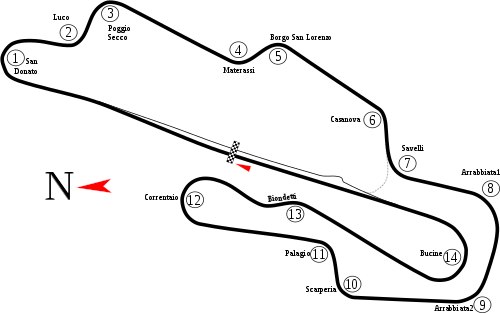 3
Luco
2
Poggio
Secco
Borgo San Lorenzo
4
5
1
San
Donato
Materassi
Casanova
6
Savelli
7
Arrabbiata1
8
N
Correntaio
12
Biondetti
13
Bucine
14
Palagio
11
Scarperia
10
Arrabbiata2
9